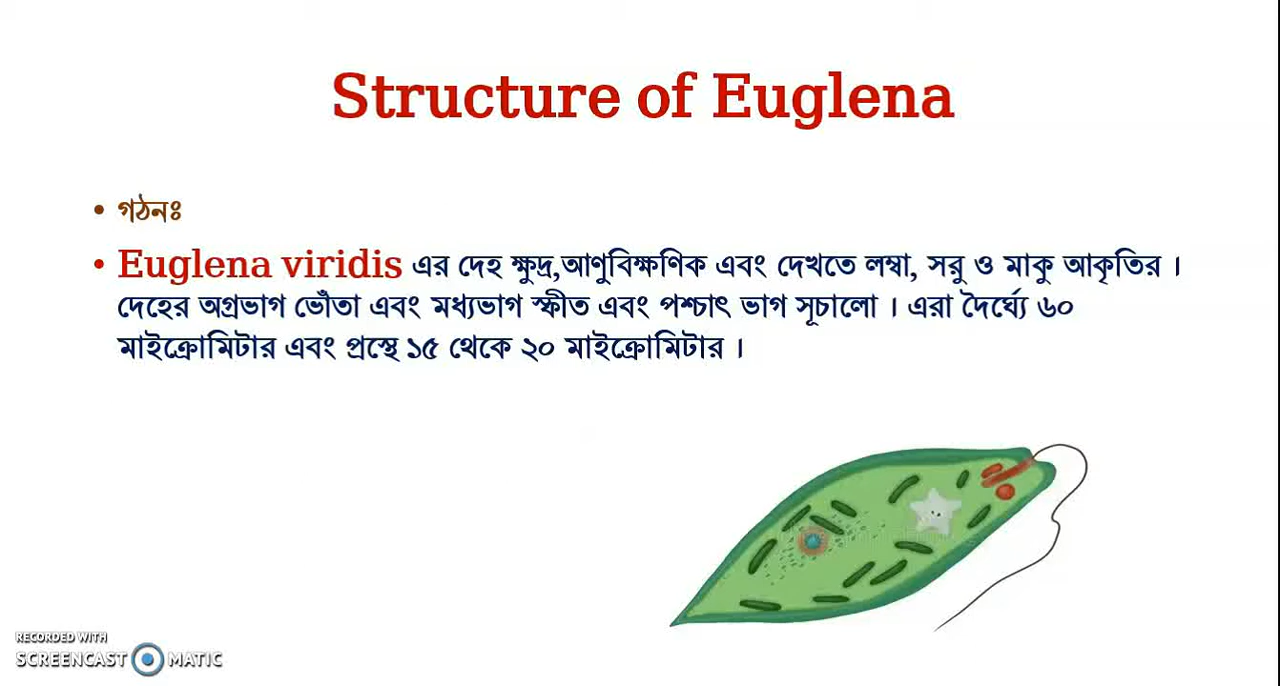 Structure of Euglena
• গঠনঃ
• Euglena viridis এর দেহ ক্ষুদ্র,আণুবিক্ষণিক এবং দেখতে লম্বা, সরু ও মাকু আকৃতির ।
দেহের অগ্রভাগ ভোঁতা এবং মধ্যভাগ স্ফীত এবং পশ্চাৎ ভাগ সূচালো । এরা দৈর্ঘ্যে ৬০
মাইক্রোমিটার এবং প্রস্থে ১৫ থেকে ২০ মাইক্রোমিটার ।
RECORDED WITH
SCREENCAST MATIC